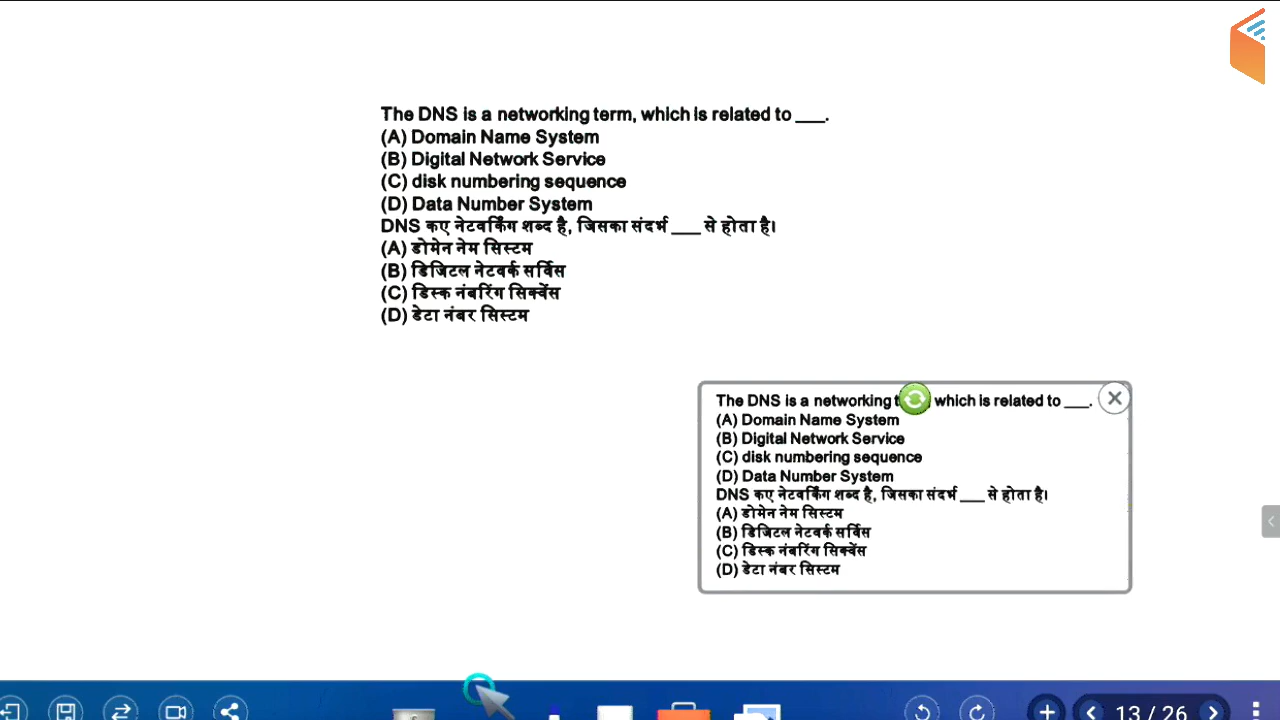 The DNS is a networking term, which is related to ___.
(A) Domain Name System
(B) Digital Network Service
(C) disk numbering sequence
(D) Data Number System
DNS कए नेटवर्किंग शब्द है, जिसका संदर्भ ___ से होता है।
(A) डोमेन नेम सिस्टम
(B) डिजिटल नेटवर्क सर्विस
(C) डिस्क नंबरिंग सिक्वेंस
(D) डेटा नंबर सिस्टम
The DNS is a networking which is related to ___.
(A) Domain Name System
(B) Digital Network Service
(C) disk numbering sequence
(D) Data Number System
DNS कए नेटवर्किंग शब्द है, जिसका संदर्भ ___ से होता है।
(A) डोमेन नेम सिस्टम
(B) डिजिटल नेटवर्क सर्विस
(C) डिस्क नंबरिंग सिक्वेंस
(D) डेटा नंबर सिस्टम
13 / 26